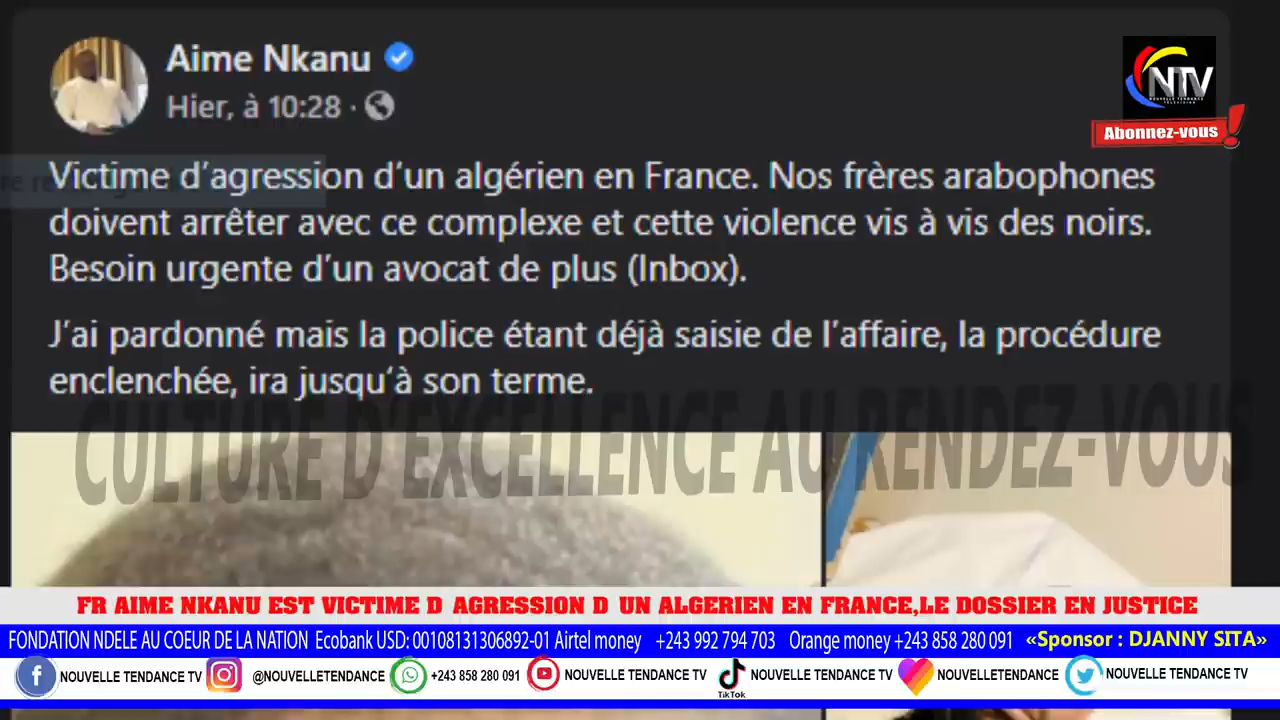 Aime Nkanu
Hier, à 10:28 ·
NTV
NOUVELLE TENDANCE
TÉLÉVISION
Abonnez-vous !
Victime d’agression d’un algérien en France. Nos frères arabophones
doivent arrêter avec ce complexe et cette violence vis à vis des noirs.
Besoin urgente d’un avocat de plus (Inbox).
J’ai pardonné mais la police étant déjà saisie de l’affaire, la procédure
enclenchée, ira jusqu’à son terme.
CULTURE D’EXCELLENCE AU RENDEZ-VOUS
FR AIME NKANU EST VICTIME D AGRESSION D UN ALGERIEN EN FRANCE,LE DOSSIER EN JUSTICE
FONDATION NDELE AU COEUR DE LA NATION Ecobank USD: 00108131306892-01 Airtel money +243 992 794 703 Orange money +243 858 280 091 «Sponsor : DJANNY SITA»
NOUVELLE TENDANCE TV @NOUVELLETENDANCE +243 858 280 091 NOUVELLE TENDANCE TV TikTok NOUVELLE TENDANCE TV NOUVELLE TENDANCE TV NOUVELLE TENDANCE TV